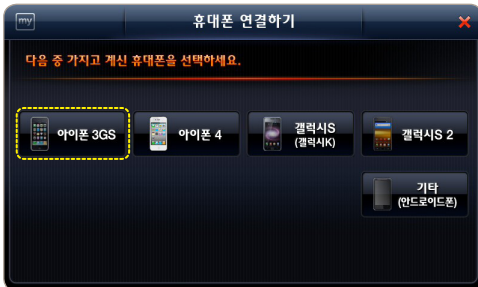 my
휴대폰 연결하기
다음 중 가지고 계신 휴대폰을 선택하세요.
아이폰 3GS
아이폰 4
갤럭시S
(갤럭시K)
갤럭시S 2
기타
(안드로이드폰)